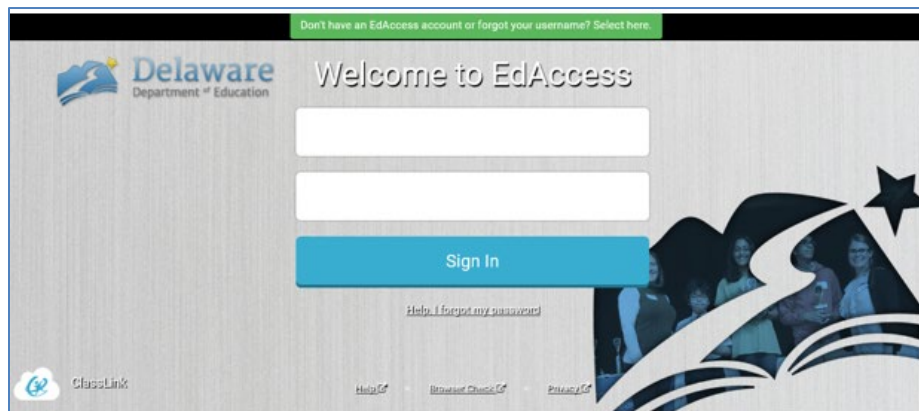 Don't have an EdAccess account or forgot your username? Select here.
Delaware
Department of Education
Welcome to EdAccess
Sign In
Help, I forgot my password
ClassLink
Help
Browser Check
Privacy